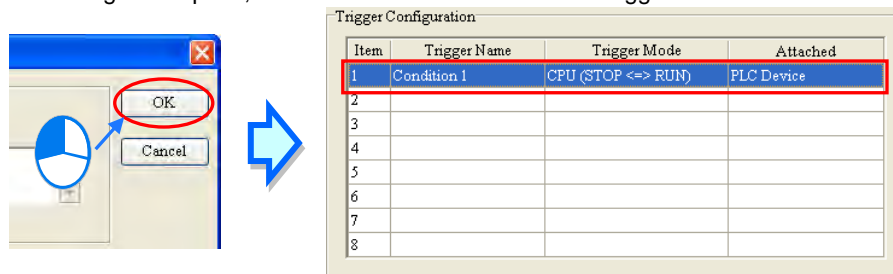 Trigger Configuration
Item Trigger Name Trigger Mode Attached
1 Condition 1 CPU (STOP <=> RUN) PLC Device
2
3
4
5
6
7
8
OK
Cancel